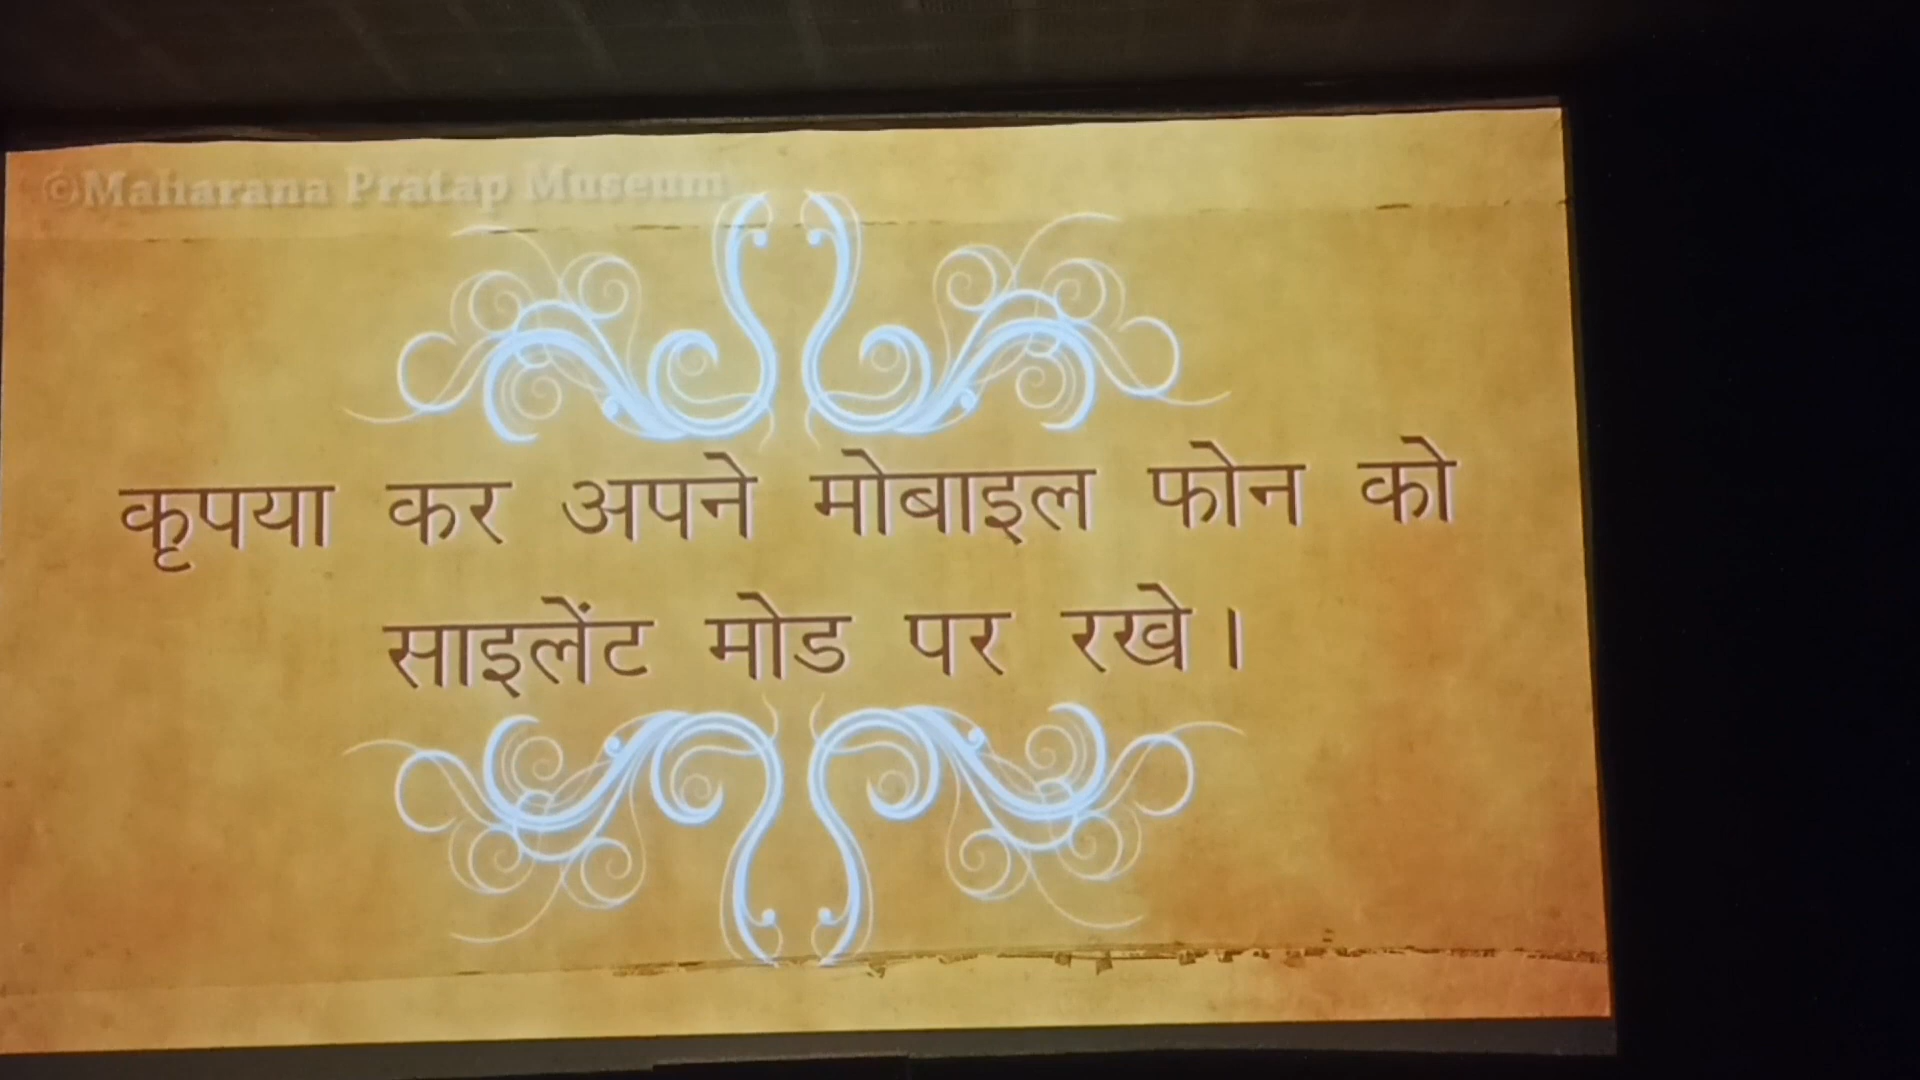 ©Maharana Pratap Museum
कृपया कर अपने मोबाइल फोन को
साइलेंट मोड पर रखे।